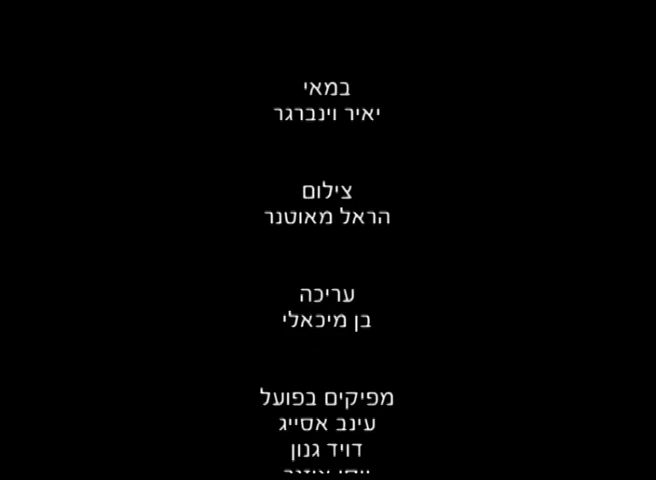 במאי
יאיר וינברגר
צילום
הראל מאוטנר
עריכה
בן מיכאלי
מפיקים בפועל
עינב אסייג
דויד גנון